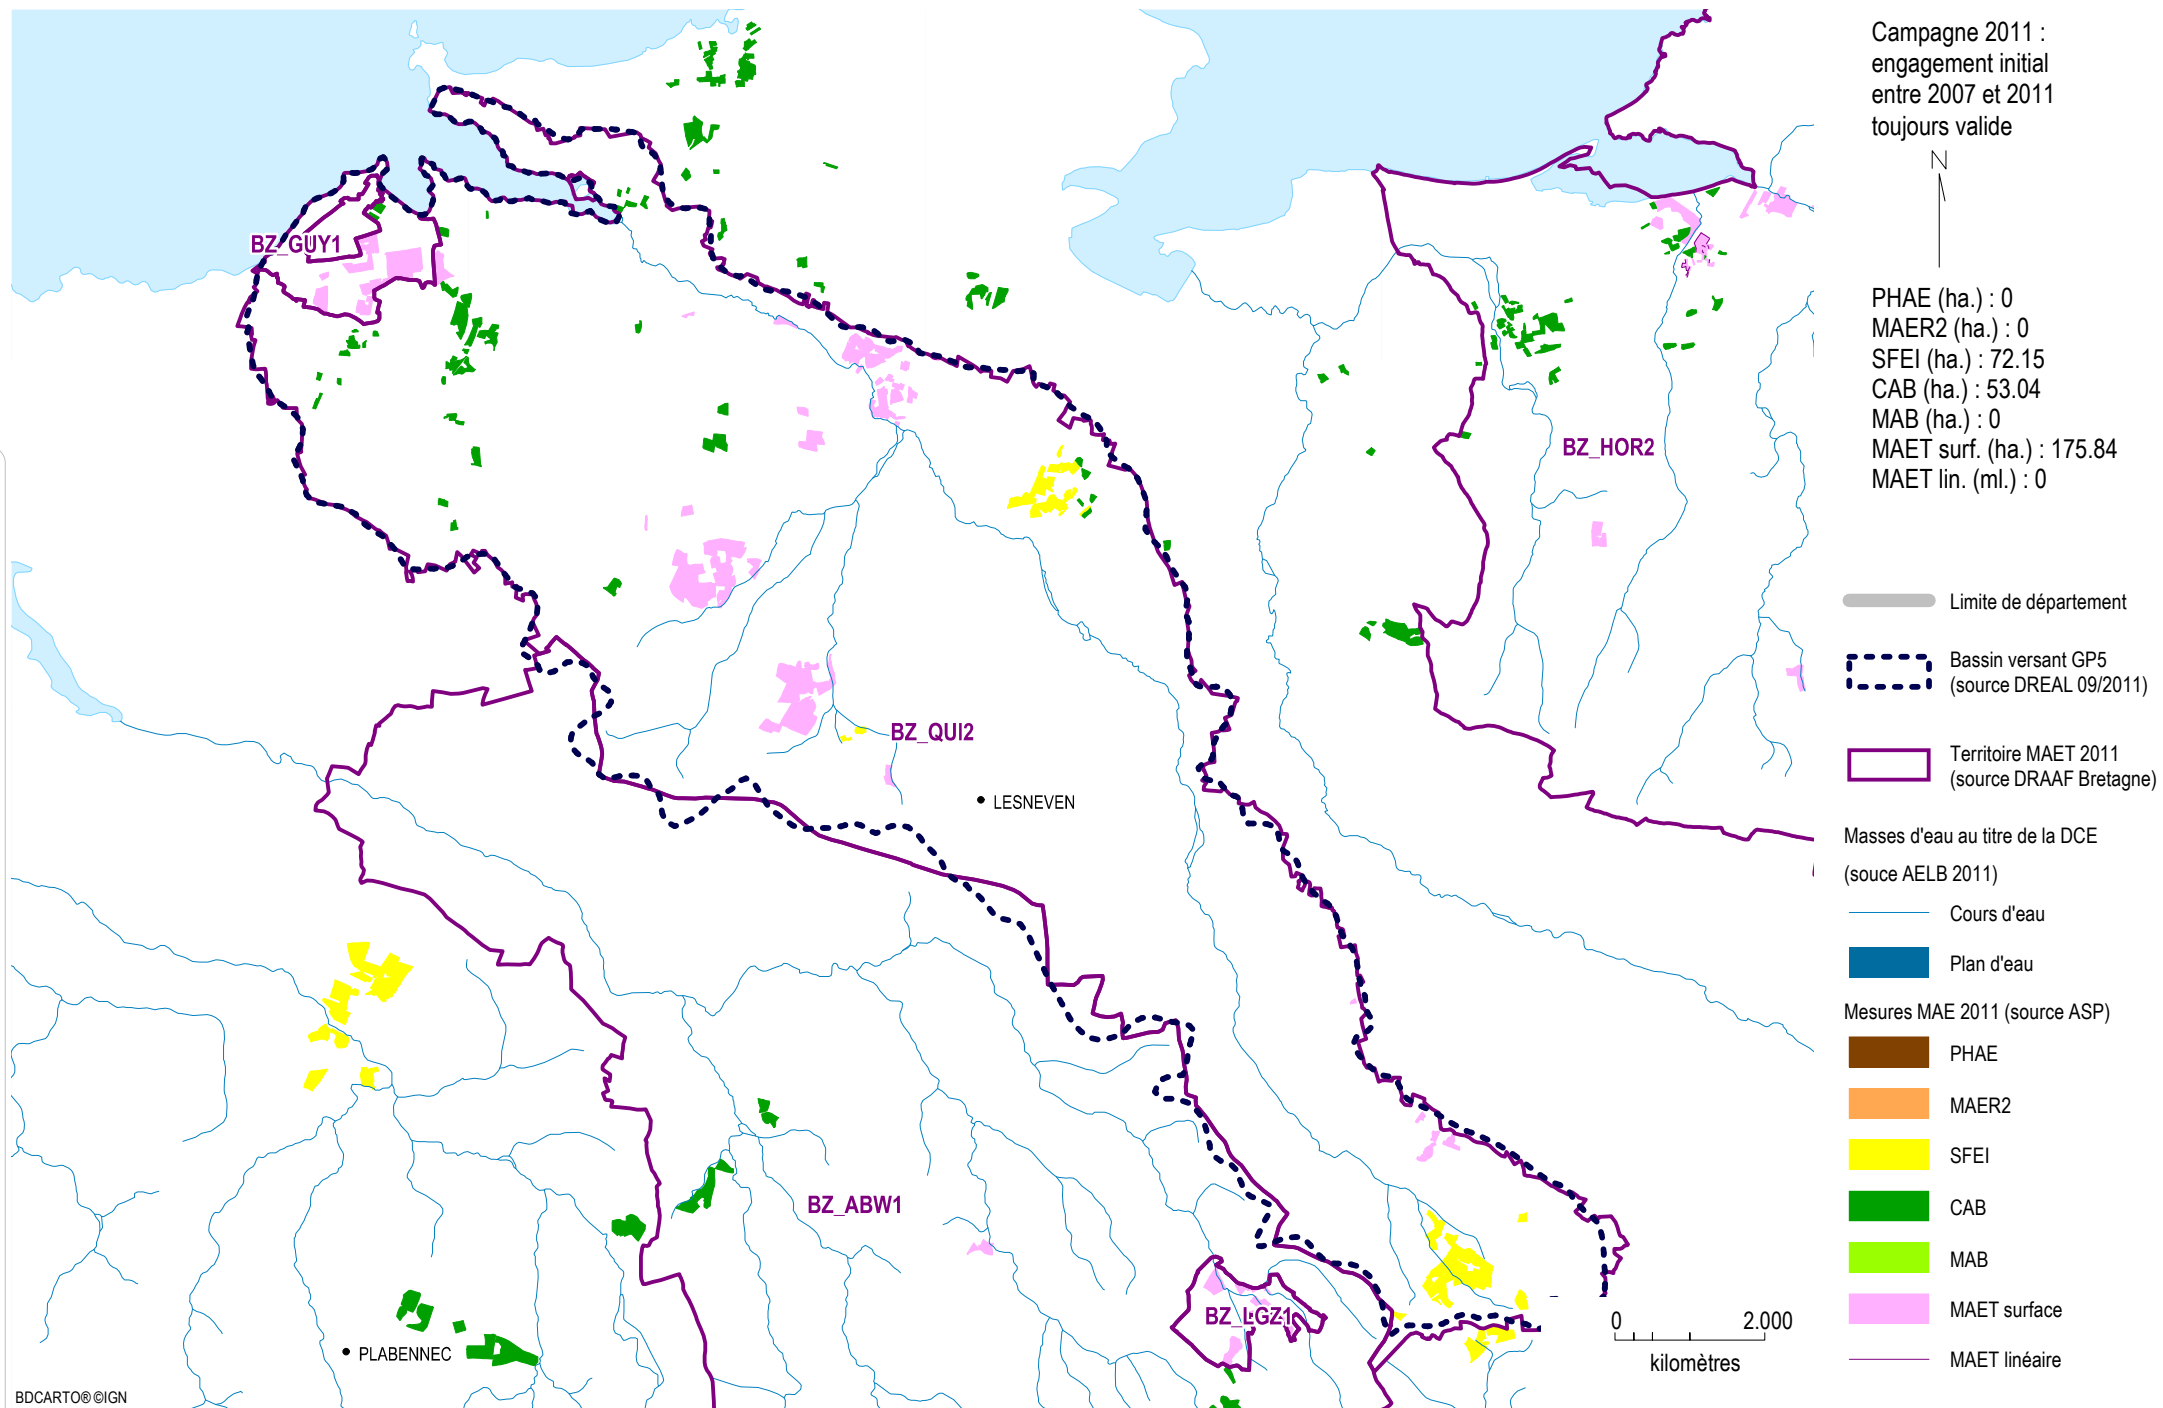 Campagne 2011 :
engagement initial
entre 2007 et 2011
toujours valide
N
PHAE (ha.) : 0
MAER2 (ha.) : 0
SFEI (ha.) : 72.15
CAB (ha.) : 53.04
MAB (ha.) : 0
MAET surf. (ha.) : 175.84
MAET lin. (ml.) : 0
BZ_GUY1
BZ_HOR2
BZ_QUI2
LESNEVEN
BZ_ABW1
BZ_LGZ1
PLABENNEC
BDCARTO® ©IGN
Limite de département
Bassin versant GP5
(source DREAL 09/2011)
Territoire MAET 2011
(source DRAAF Bretagne)
Masses d'eau au titre de la DCE
(souce AELB 2011)
Cours d'eau
Plan d'eau
Mesures MAE 2011 (source ASP)
PHAE
MAER2
SFEI
CAB
MAB
MAET surface
MAET linéaire
0 2.000
kilomètres